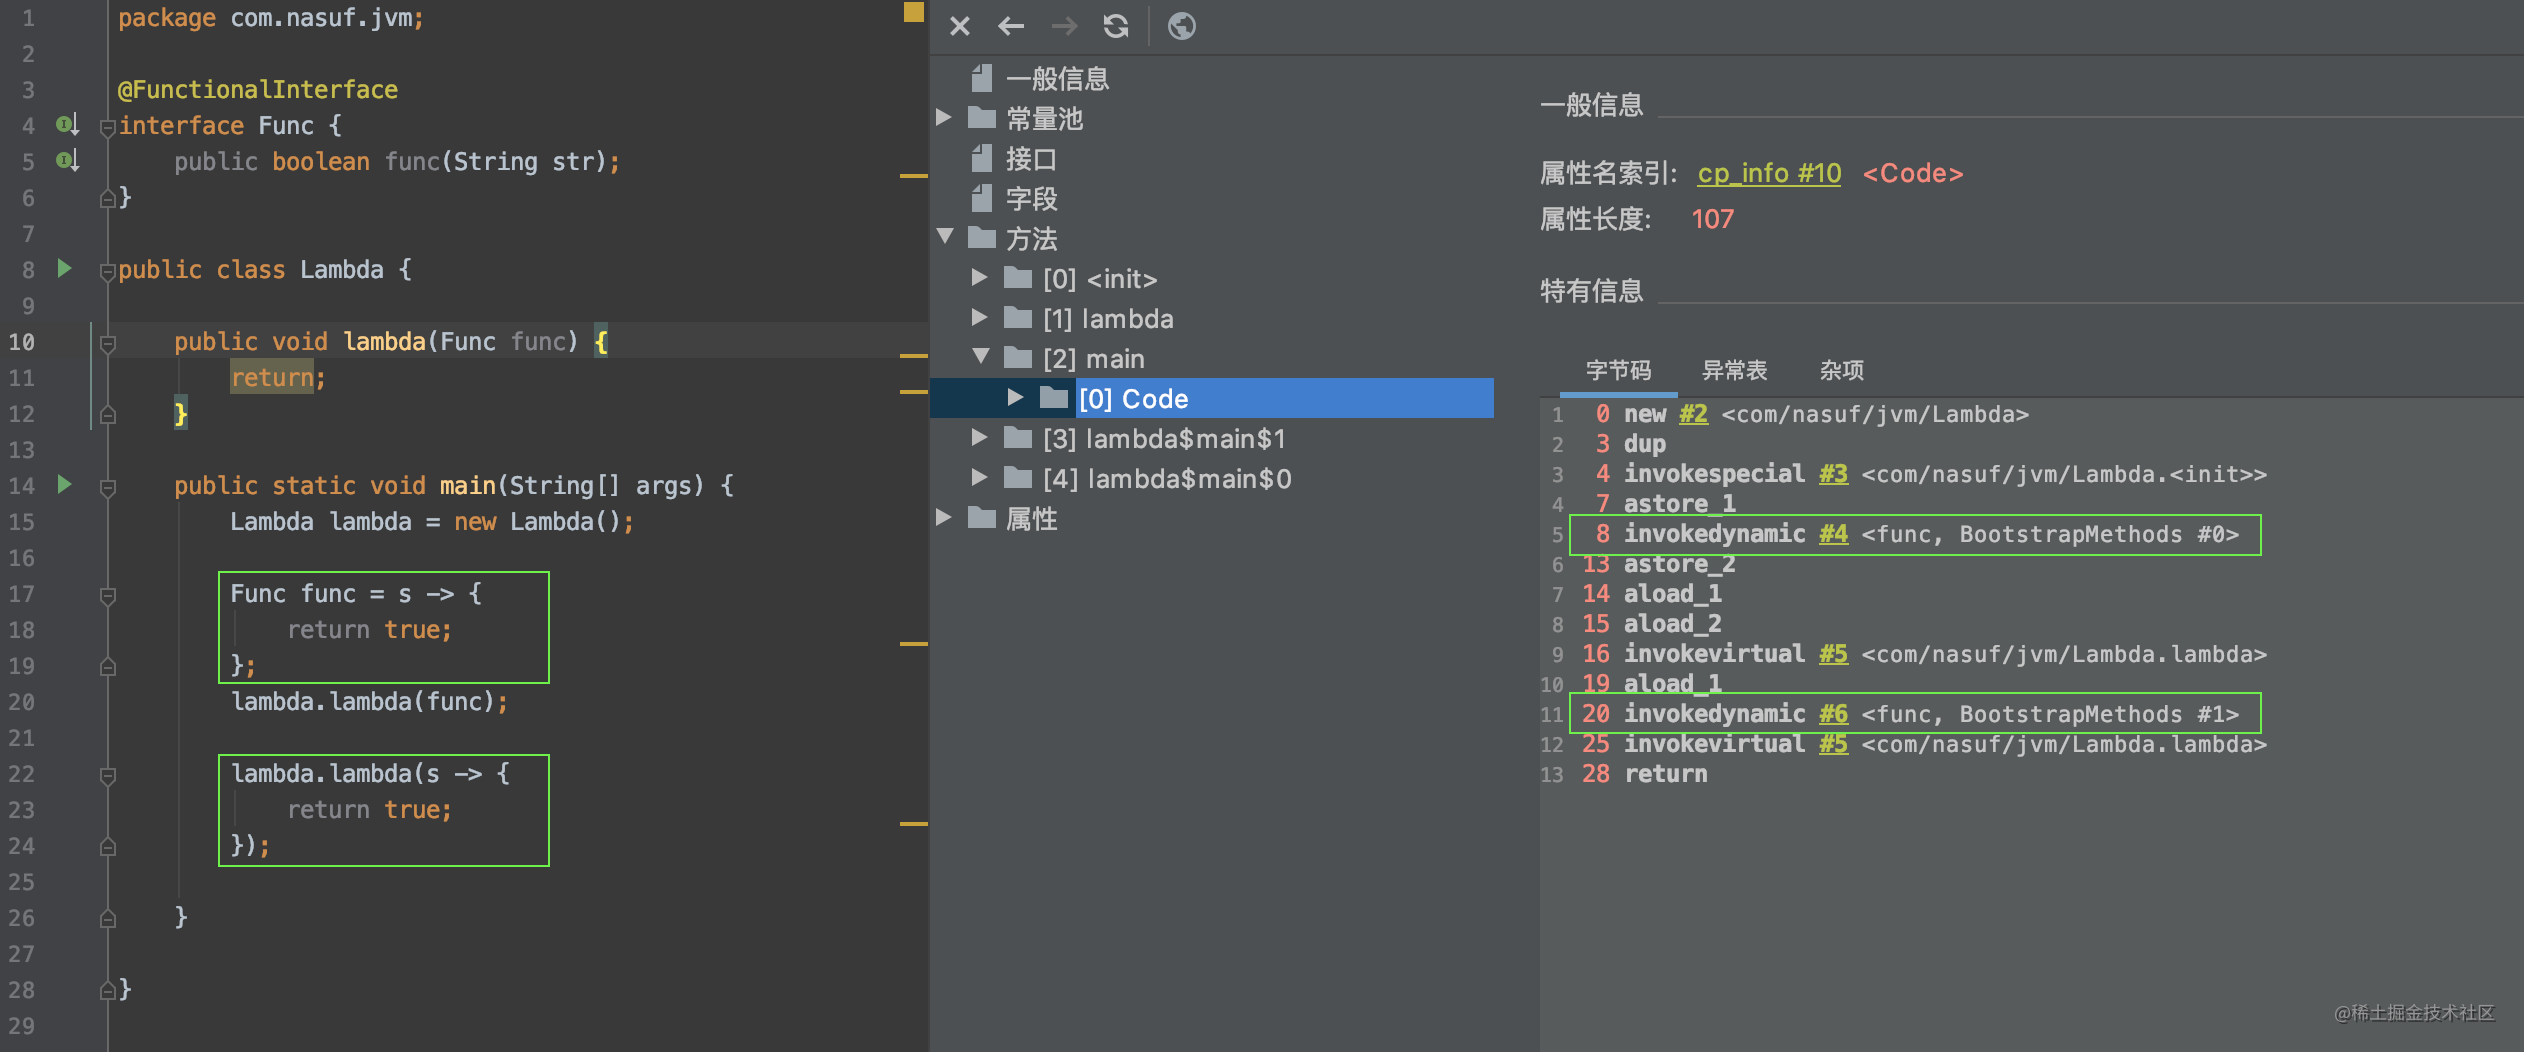 1 package com.nasuf.jvm;
2
3 @FunctionalInterface
4 interface Func {
5     public boolean func(String str);
6 }
7
8 public class Lambda {
9
10     public void lambda(Func func) {
11         return;
12     }
13
14     public static void main(String[] args) {
15         Lambda lambda = new Lambda();
16
17         Func func = s -> {
18             return true;
19         };
20         lambda.lambda(func);
21
22         lambda.lambda(s -> {
23             return true;
24         });
25
26     }
27
28 }
29
一般信息
常量池
接口
字段
方法
[0] <init>
[1] lambda
[2] main
[0] Code
[3] lambda$main$1
[4] lambda$main$0
属性
一般信息
属性名索引: cp_info #10 <Code>
属性长度: 107
特有信息
字节码 异常表 杂项
1 0 new #2 <com/nasuf/jvm/Lambda>
2 3 dup
3 4 invokespecial #3 <com/nasuf/jvm/Lambda.<init>>
4 7 astore_1
5 8 invokedynamic #4 <func, BootstrapMethods #0>
6 13 astore_2
7 14 aload_1
8 15 aload_2
9 16 invokevirtual #5 <com/nasuf/jvm/Lambda.lambda>
10 19 aload_1
11 20 invokedynamic #6 <func, BootstrapMethods #1>
12 25 invokevirtual #5 <com/nasuf/jvm/Lambda.lambda>
13 28 return
@稀土掘金技术社区